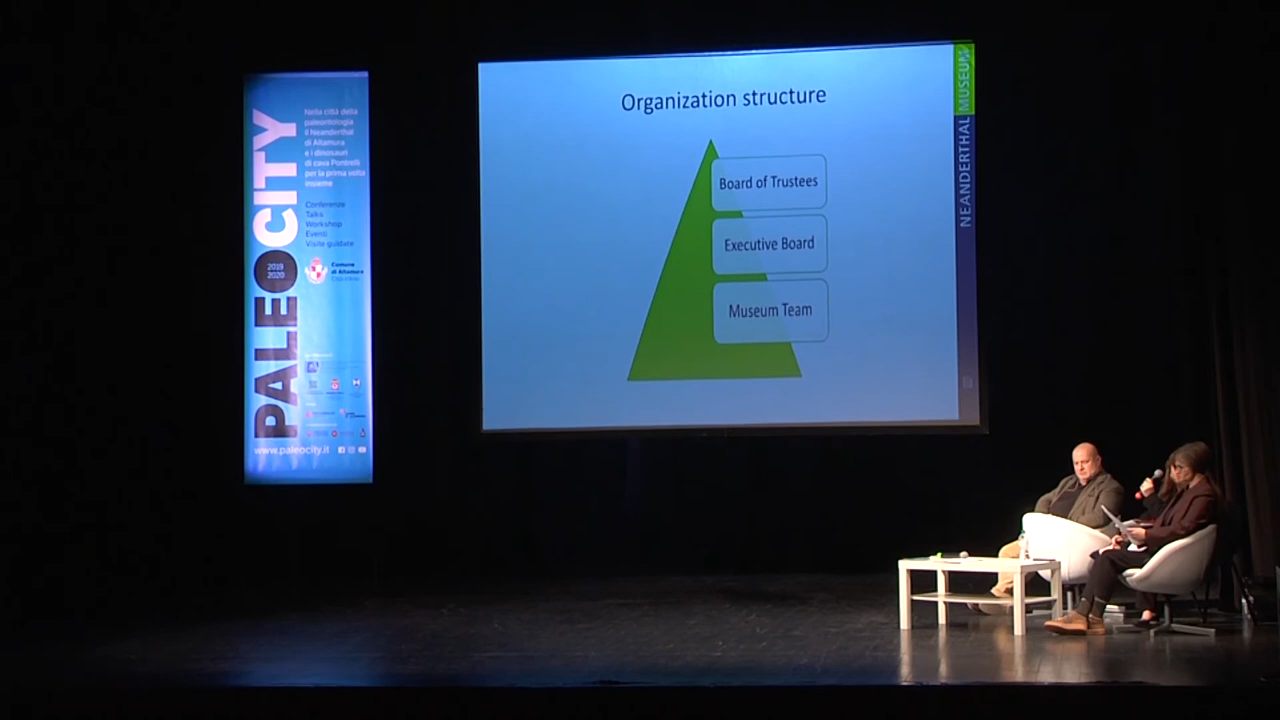 PALEOCITY
2019
2020
Nella città della
paleontologia
il Neanderthal
di Altamura
e i dinosauri
di cava Pontrelli
per la prima volta
insieme
Conferenze
Talks
Workshop
Eventi
Visite guidate
Comune
di Altamura
www.paleocity.it
Organization structure
Board of Trustees
Executive Board
Museum Team
NEANDERTHAL MUSEUM